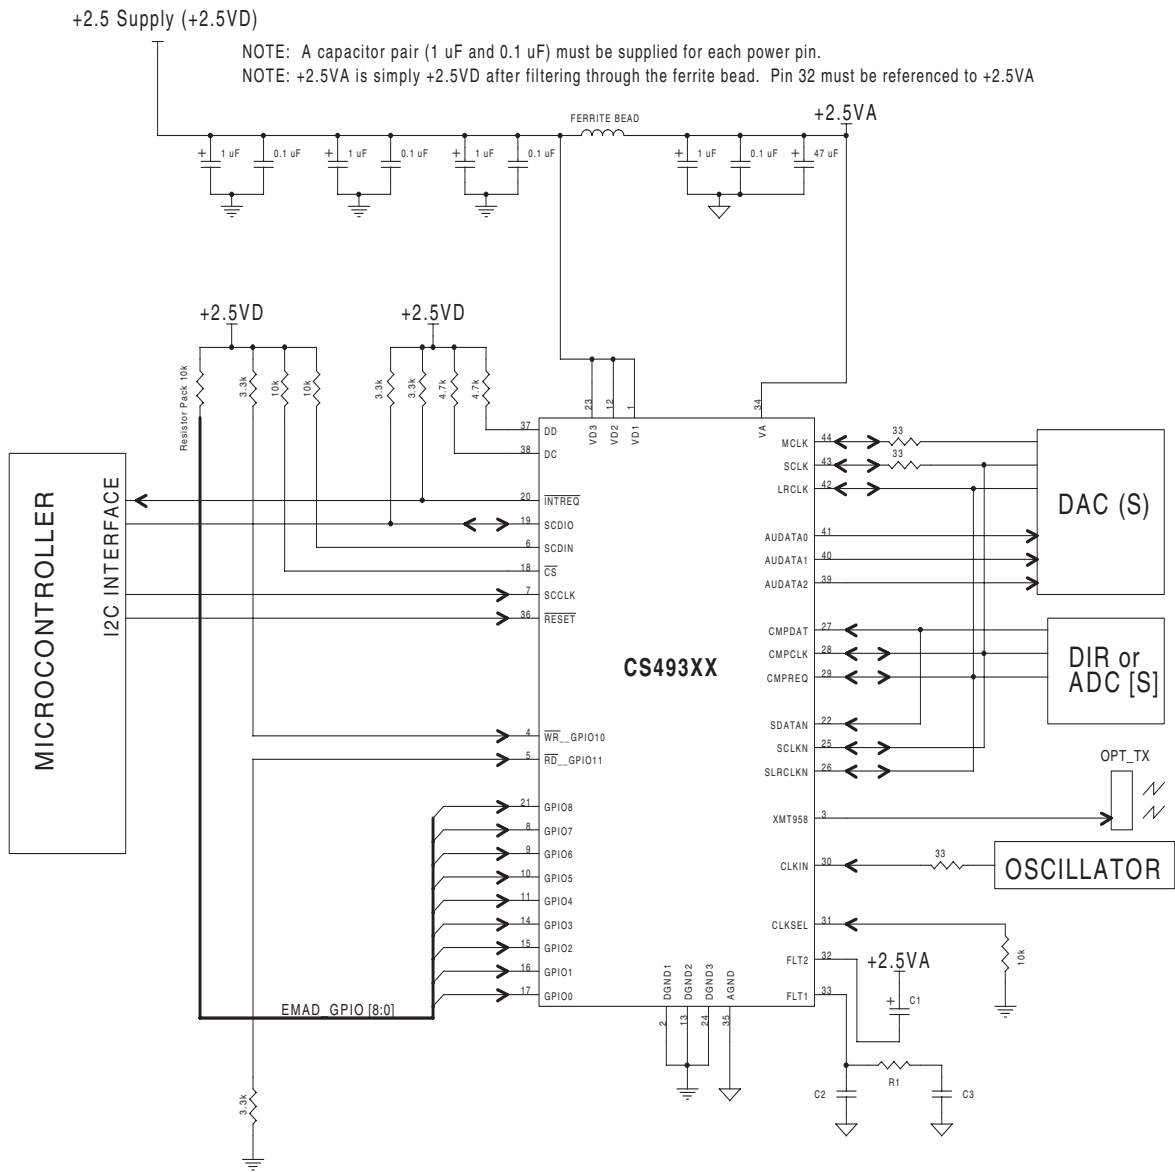 +2.5 Supply (+2.5VD)
NOTE: A capacitor pair (1 uF and 0.1 uF) must be supplied for each power pin.
NOTE: +2.5VA is simply +2.5VD after filtering through the ferrite bead. Pin 32 must be referenced to +2.5VA
FERRITE BEAD
+2.5VA
+ 1 uF
0.1 uF
+ 1 uF
0.1 uF
+ 1 uF
0.1 uF
+ 1 uF
0.1 uF
+ 47 uF
+2.5VD
+2.5VD
Resistor Pack 10k
3.3k
10k
10k
3.3k
3.3k
4.7k
4.7k
23
12
1
34
VD3
VD2
VD1
VA
MICROCONTROLLER
I2C INTERFACE
37 DD
38 DC
20 INTREQ
19 SCDIO
6 SCDIN
18 CS
7 SCCLK
36 RESET
4 WR__GPIO10
5 RD__GPIO11
21 GPIO8
8 GPIO7
9 GPIO6
10 GPIO5
11 GPIO4
14 GPIO3
15 GPIO2
16 GPIO1
17 GPIO0
EMAD_GPIO [8:0]
3.3k
CS493XX
MCLK 44
33
SCLK 43
33
LRCLK 42
AUDATA0 41
AUDATA1 40
AUDATA2 39
DAC (S)
CMPDAT 27
CMPCLK 28
CMPREQ 29
DIR or
ADC [S]
SDATAN 22
SCLKN 25
SLRCLKN 26
OPT_TX
XMT958 3
CLKIN 30
33
OSCILLATOR
CLKSEL 31
10k
FLT2 32
+2.5VA
FLT1 33
+ C1
DGND1
DGND2
DGND3
AGND
2
13
24
35
R1
C2
C3